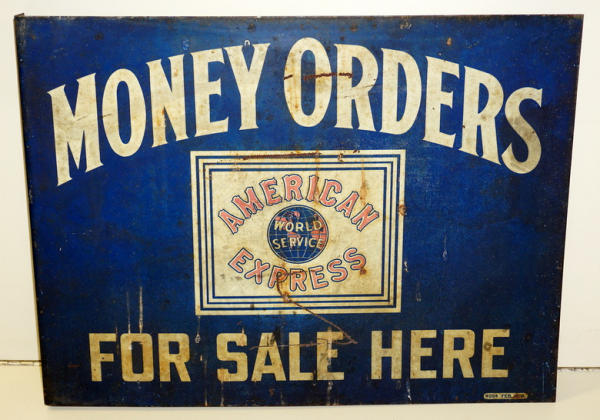 MONEY ORDERS
AMERICAN
WORLD
SERVICE
EXPRESS
FOR SALE HERE